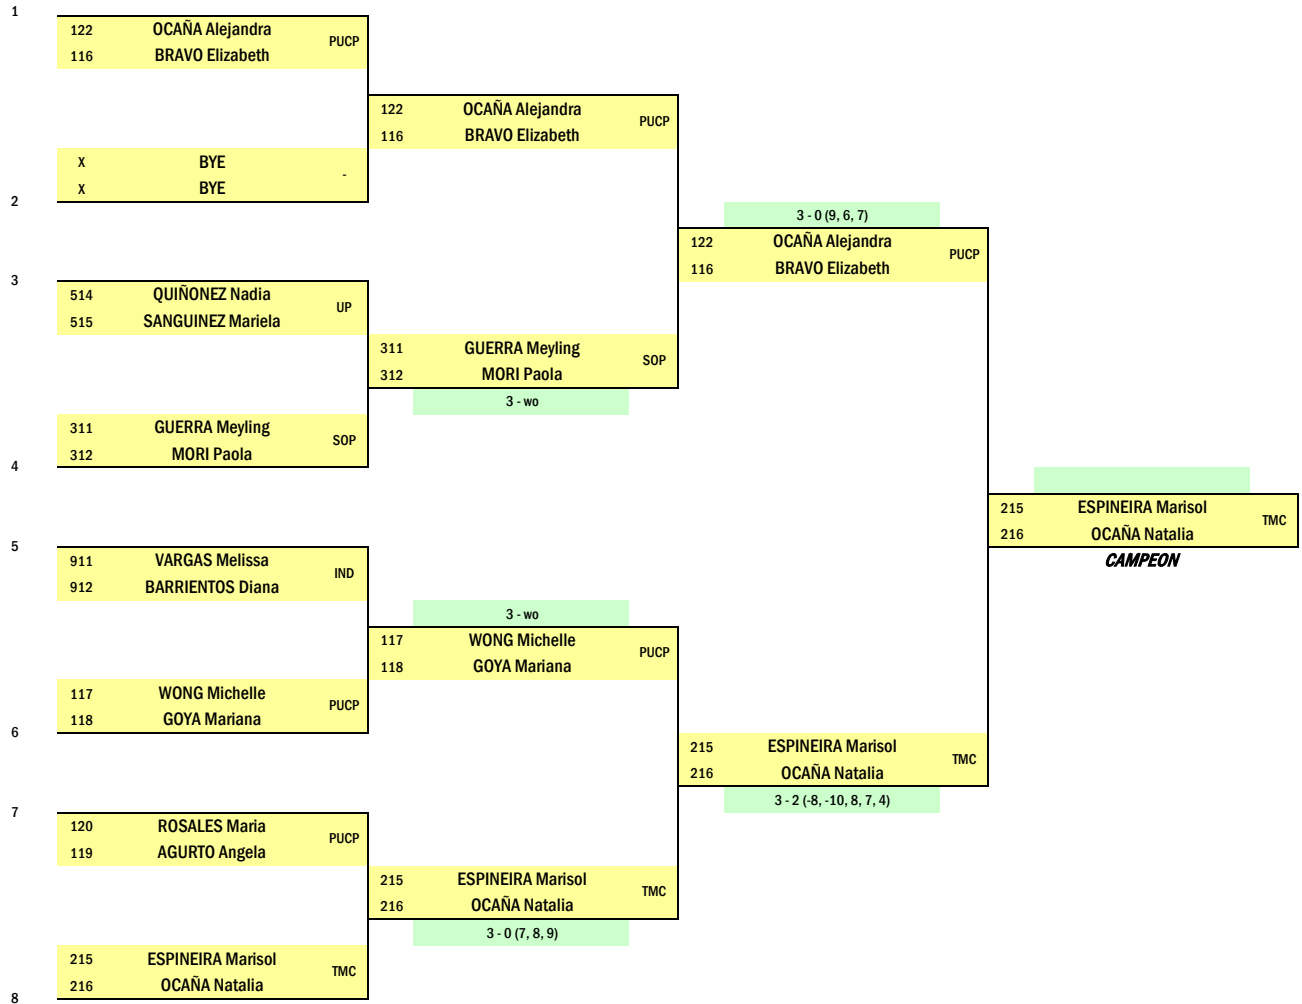 1
122 OCAÑA Alejandra PUCP
116 BRAVO Elizabeth
122 OCAÑA Alejandra PUCP
116 BRAVO Elizabeth
X BYE -
X BYE
2
3 - 0 (9, 6, 7)
122 OCAÑA Alejandra PUCP
116 BRAVO Elizabeth
3
514 QUIÑONEZ Nadia UP
515 SANGUINEZ Mariela
311 GUERRA Meyling SOP
312 MORI Paola
3 - wo
311 GUERRA Meyling SOP
312 MORI Paola
4
215 ESPINEIRA Marisol TMC
216 OCAÑA Natalia
CAMPEON
5
911 VARGAS Melissa IND
912 BARRIENTOS Diana
3 - wo
117 WONG Michelle PUCP
118 GOYA Mariana
117 WONG Michelle PUCP
118 GOYA Mariana
6
215 ESPINEIRA Marisol TMC
216 OCAÑA Natalia
3 - 2 (-8, -10, 8, 7, 4)
7
120 ROSALES Maria PUCP
119 AGURTO Angela
215 ESPINEIRA Marisol TMC
216 OCAÑA Natalia
3 - 0 (7, 8, 9)
215 ESPINEIRA Marisol TMC
216 OCAÑA Natalia
8